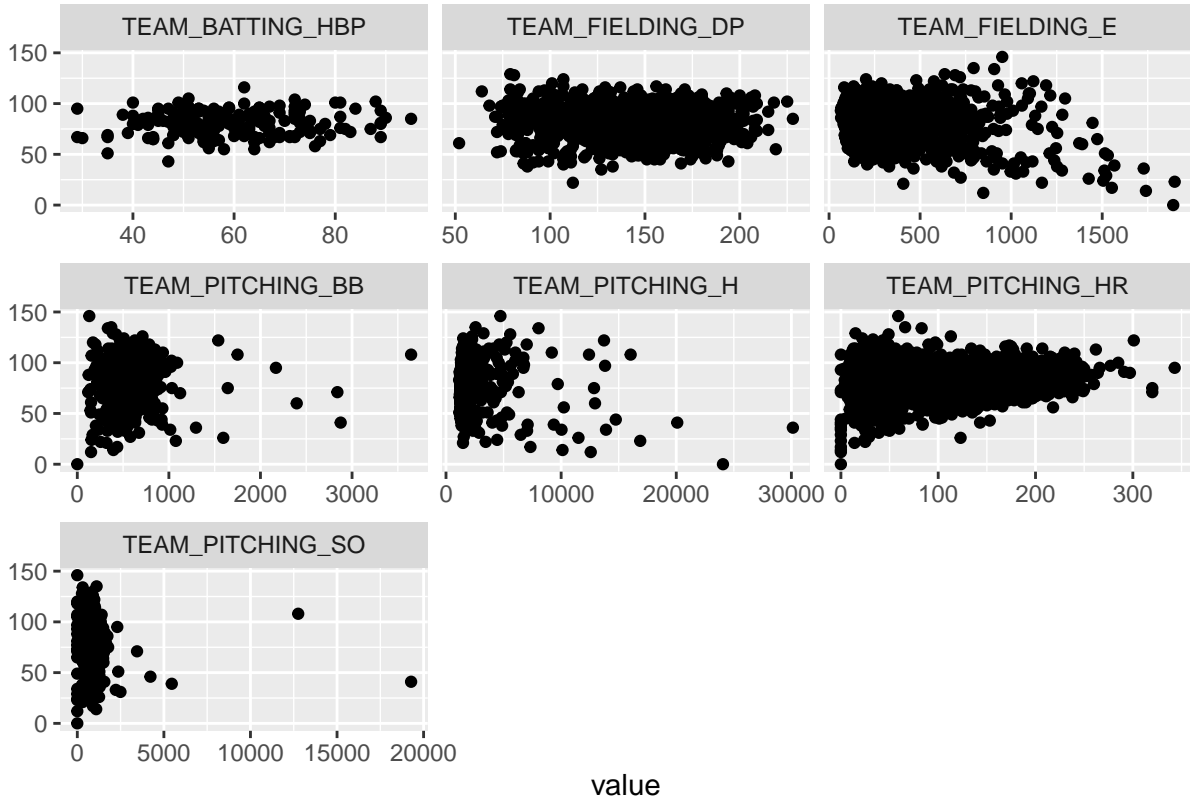 TEAM_BATTING_HBP TEAM_FIELDING_DP TEAM_FIELDING_E
150
100
50
0
40 60 80 50 100 150 200 0 500 1000 1500
TEAM_PITCHING_BB TEAM_PITCHING_H TEAM_PITCHING_HR
150
100
50
0
0 1000 2000 3000 0 10000 20000 30000 0 100 200 300
TEAM_PITCHING_SO
150
100
50
0
0 5000 10000 15000 20000
value